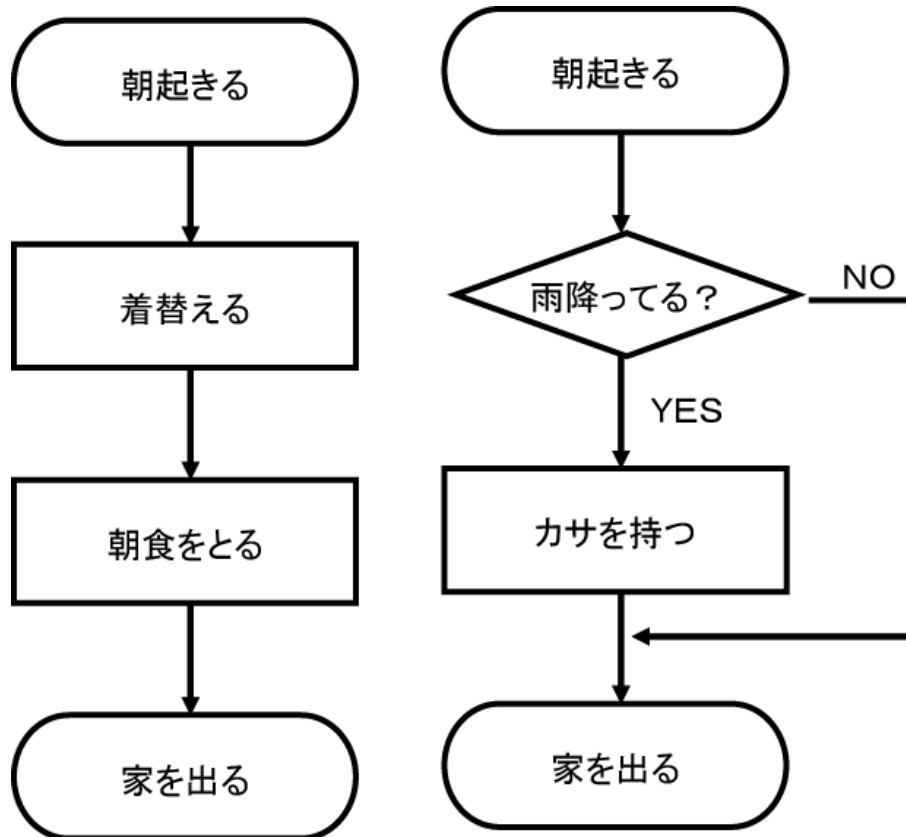 朝起きる
着替える
朝食をとる
家を出る
朝起きる
雨降ってる？
NO
YES
カサを持つ
家を出る